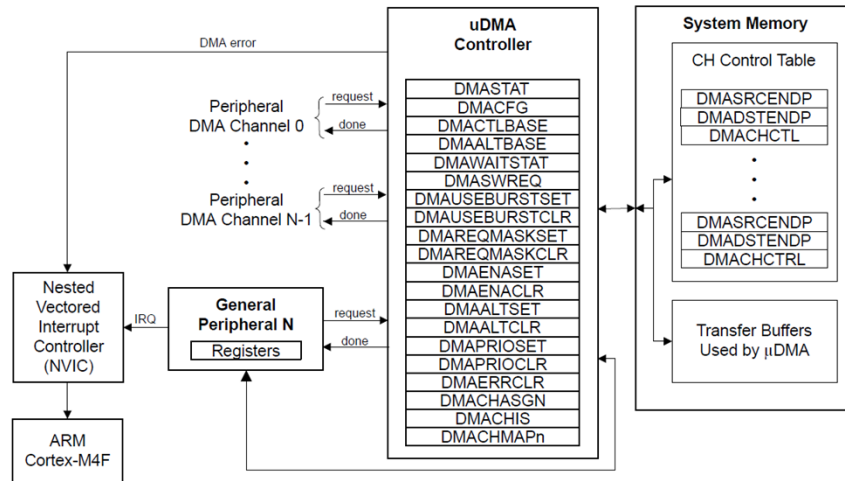 DMA error
Peripheral
DMA Channel 0
request
done
•
•
•
Peripheral
DMA Channel N-1
request
done
Nested
Vectored
Interrupt
Controller
(NVIC)
IRQ
General
Peripheral N
Registers
request
done
ARM
Cortex-M4F
uDMA
Controller
DMASTAT
DMACFG
DMACTLBASE
DMAALTBASE
DMAWAITSTAT
DMASWREQ
DMAUSEBURSTSET
DMAUSEBURSTCLR
DMAREQMASKSET
DMAREQMASKCLR
DMAENASET
DMAENACLR
DMAALTSET
DMAALTCLR
DMAPRIOSET
DMAPRIOCLR
DMAERRCLR
DMACHASGN
DMACHIS
DMACHMAPn
System Memory
CH Control Table
DMASRCENDP
DMADSTENDP
DMACHCTL
•
•
•
DMASRCENDP
DMADSTENDP
DMACHCTRL
Transfer Buffers
Used by μDMA